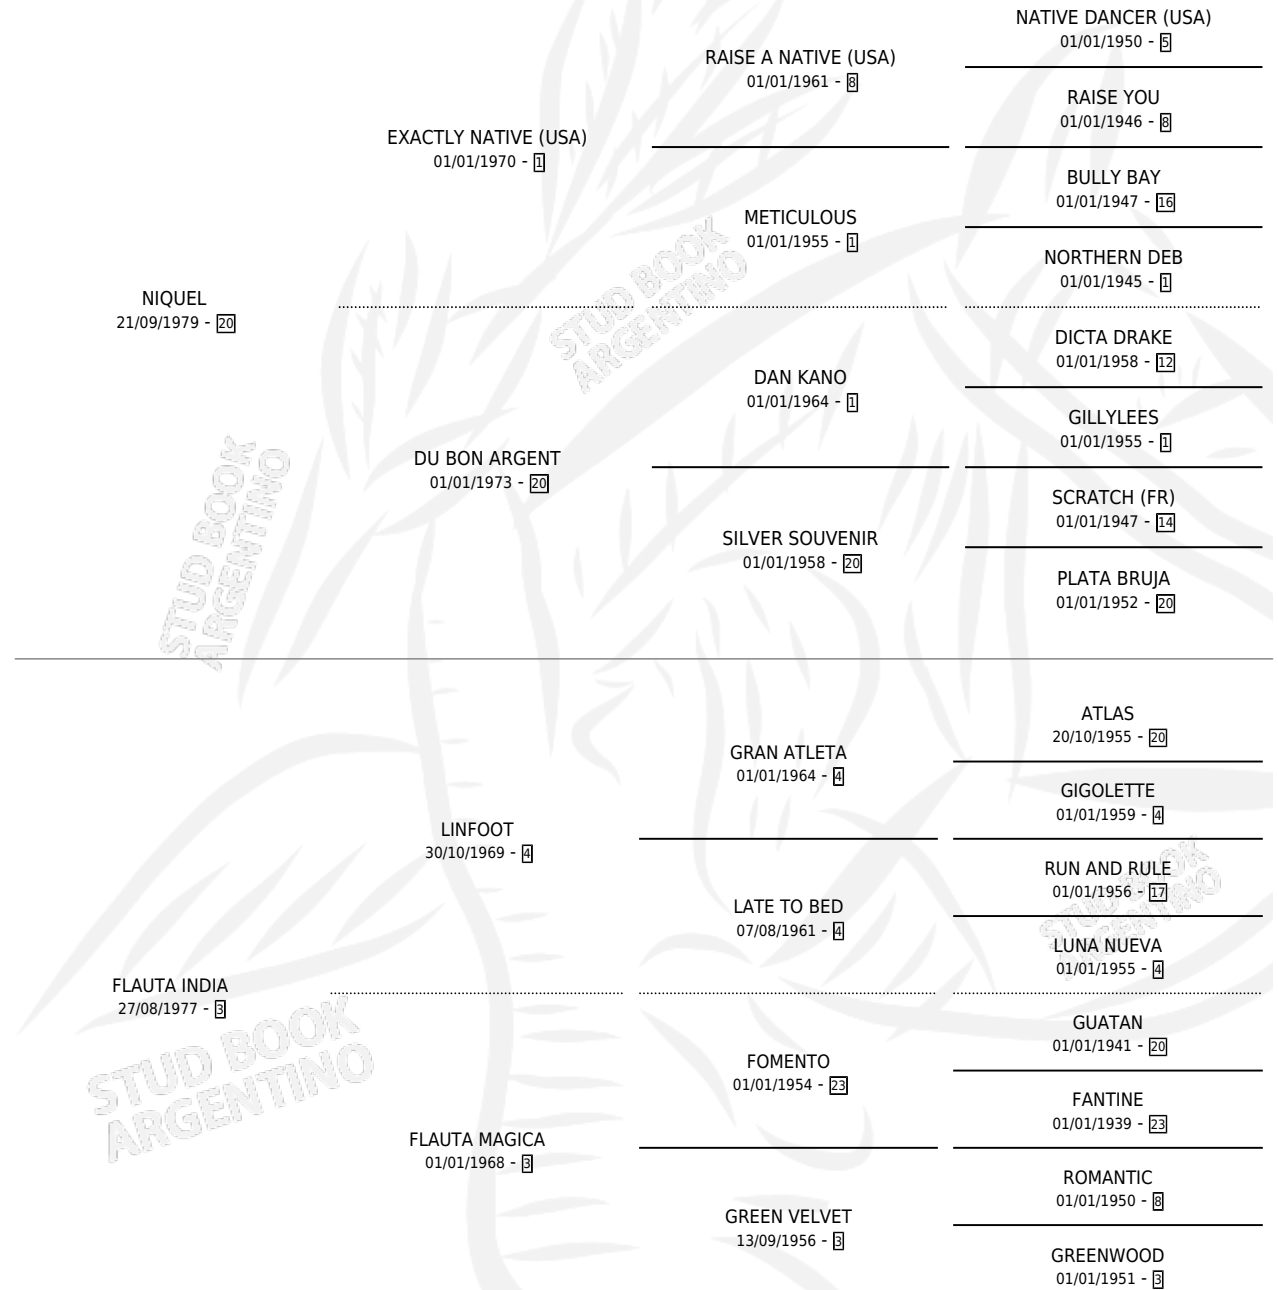 NATIVE DANCER (USA)
01/01/1950 - 5
RAISE A NATIVE (USA)
01/01/1961 - 8
RAISE YOU
01/01/1946 - 8
EXACTLY NATIVE (USA)
01/01/1970 - 1
BULLY BAY
01/01/1947 - 16
METICULOUS
01/01/1955 - 1
NORTHERN DEB
01/01/1945 - 1
NIQUEL
21/09/1979 - 20
DICTA DRAKE
01/01/1958 - 12
DAN KANO
01/01/1964 - 1
GILLYLEES
01/01/1955 - 1
DU BON ARGENT
01/01/1973 - 20
SCRATCH (FR)
01/01/1947 - 14
SILVER SOUVENIR
01/01/1958 - 20
PLATA BRUJA
01/01/1952 - 20
ATLAS
20/10/1955 - 20
GRAN ATLETA
01/01/1964 - 4
GIGOLETTE
01/01/1959 - 4
LINFOOT
30/10/1969 - 4
RUN AND RULE
01/01/1956 - 17
LATE TO BED
07/08/1961 - 4
LUNA NUEVA
01/01/1955 - 4
FLAUTA INDIA
27/08/1977 - 3
GUATAN
01/01/1941 - 20
FOMENTO
01/01/1954 - 23
FANTINE
01/01/1939 - 23
FLAUTA MAGICA
01/01/1968 - 3
ROMANTIC
01/01/1950 - 8
GREEN VELVET
13/09/1956 - 3
GREENWOOD
01/01/1951 - 3
STUD BOOK
ARGENTINO
STUD BOOK
ARGENTINO
STUD BOOK
ARGENTINO
STUD BOOK
ARGENTINO